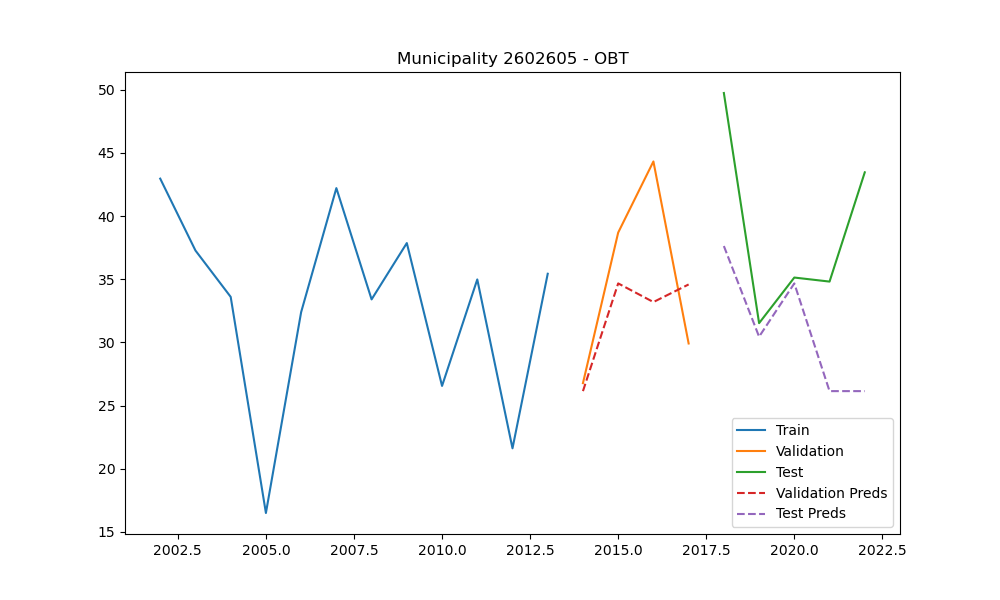 Municipality 2602605 - OBT
50
45
40
35
30
25
20
15
2002.5 2005.0 2007.5 2010.0 2012.5 2015.0 2017.5 2020.0 2022.5
Train
Validation
Test
Validation Preds
Test Preds